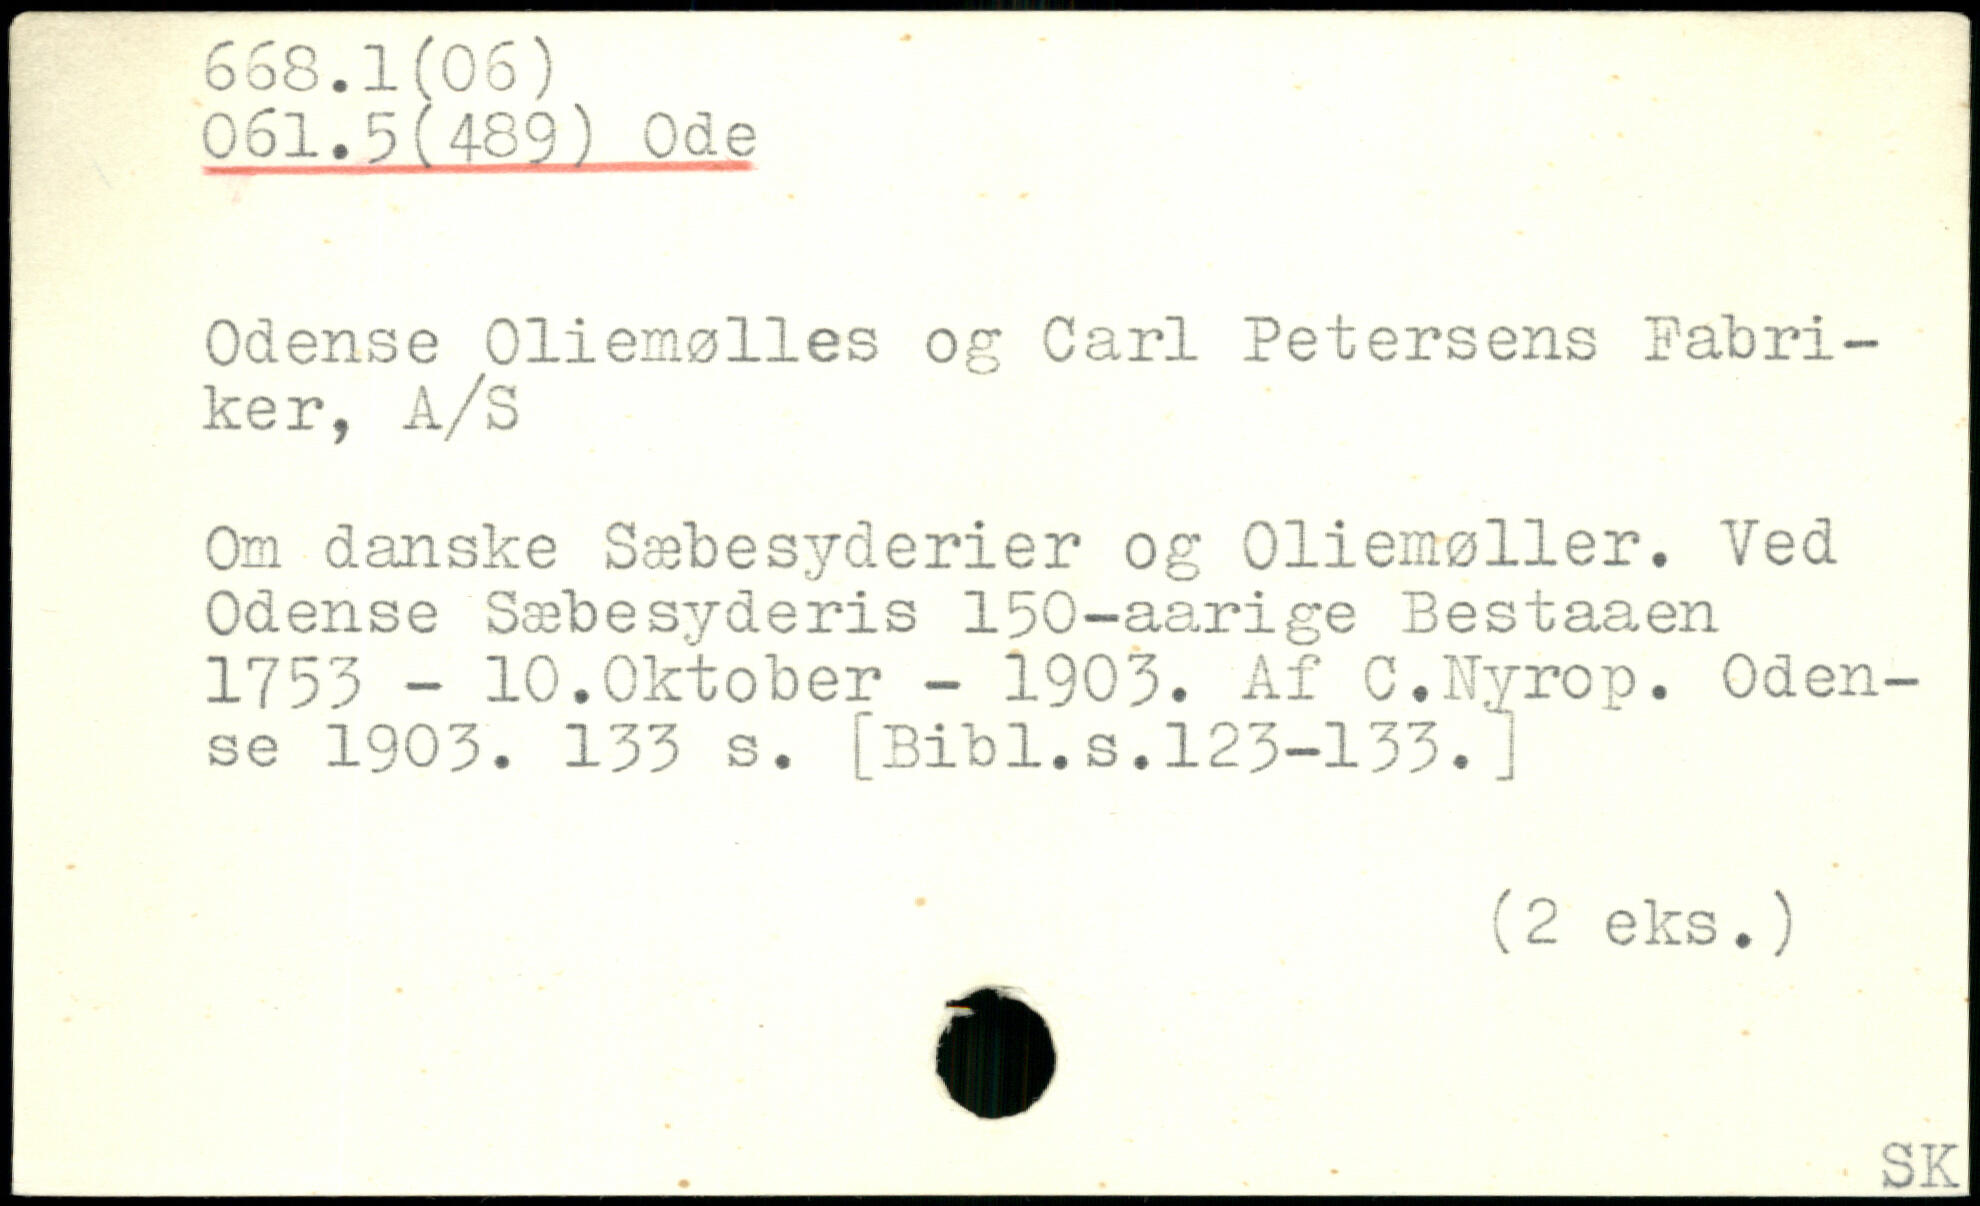 668.1(06)
061.5(489) Ode
Odense Oliemølles og Carl Petersens Fabri-
ker, A/S
Om danske Sæbesyderier og Oliemøller. Ved
Odense Sæbesyderis 150-aarige Bestaaen
1753 - 10.Oktober - 1903. Af C.Nyrop. Oden-
se 1903. 133 s. [Bibl.s.123-133.]
(2 eks.)
SK